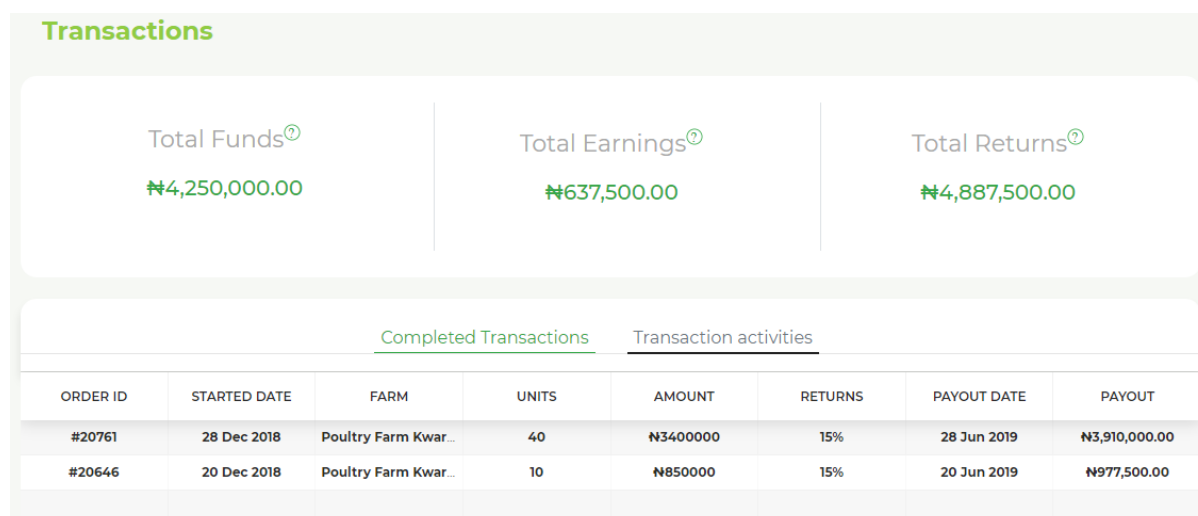 Transactions
Total Funds?
Total Earnings?
Total Returns?
₦4,250,000.00
₦637,500.00
₦4,887,500.00
Completed Transactions Transaction activities
ORDER ID STARTED DATE FARM UNITS AMOUNT RETURNS PAYOUT DATE PAYOUT
#20761 28 Dec 2018 Poultry Farm Kwar... 40 ₦3400000 15% 28 Jun 2019 ₦3,910,000.00
#20646 20 Dec 2018 Poultry Farm Kwar... 10 ₦850000 15% 20 Jun 2019 ₦977,500.00